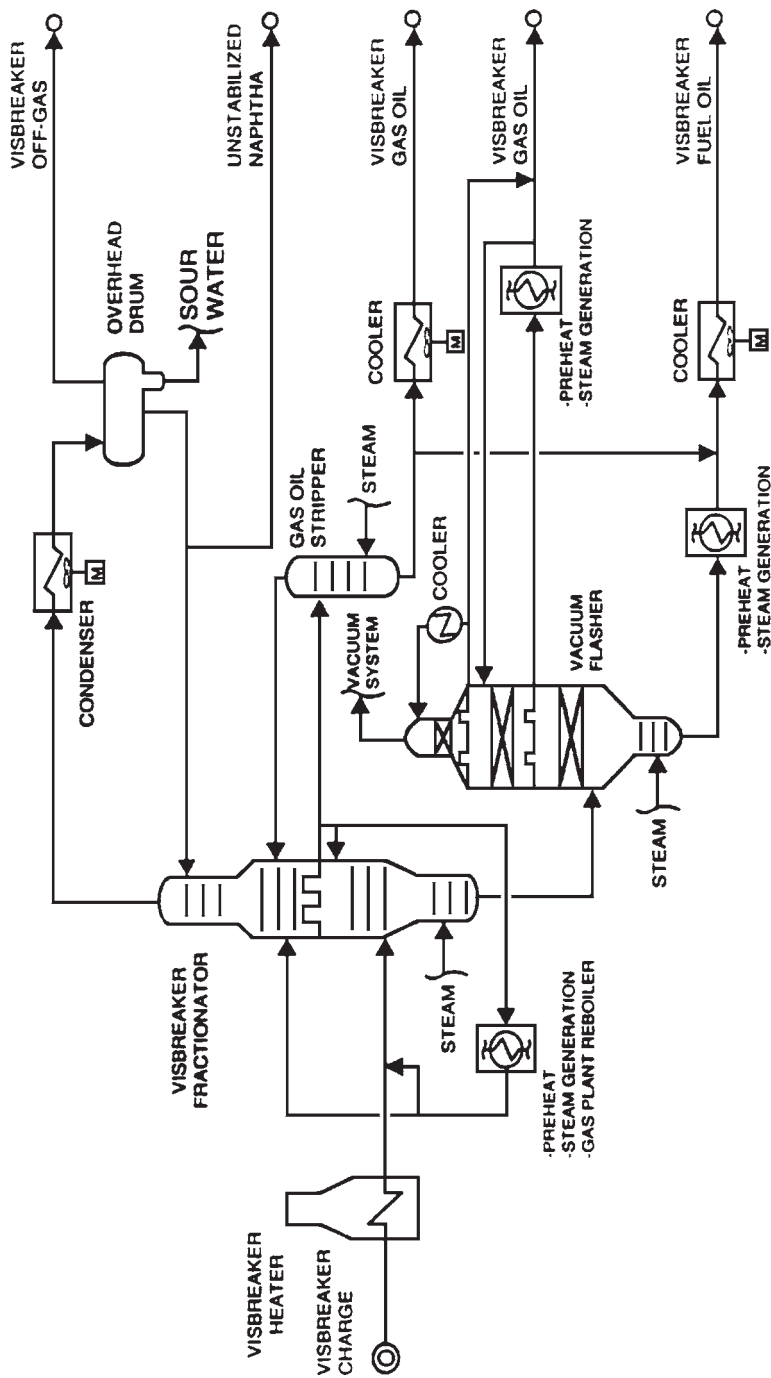 VISBREAKER
OFF-GAS
UNSTABILIZED
NAPHTHA
VISBREAKER
GAS OIL
VISBREAKER
GAS OIL
VISBREAKER
FUEL OIL
OVERHEAD
DRUM
SOUR
WATER
COOLER
-PREHEAT
-STEAM GENERATION
COOLER
CONDENSER
M
M
M
GAS OIL
STRIPPER
STEAM
COOLER
VACUUM
SYSTEM
VACUUM
FLASHER
-PREHEAT
-STEAM GENERATION
STEAM
VISBREAKER
FRACTIONATOR
STEAM
-PREHEAT
-STEAM GENERATION
-GAS PLANT REBOILER
VISBREAKER
HEATER
VISBREAKER
CHARGE